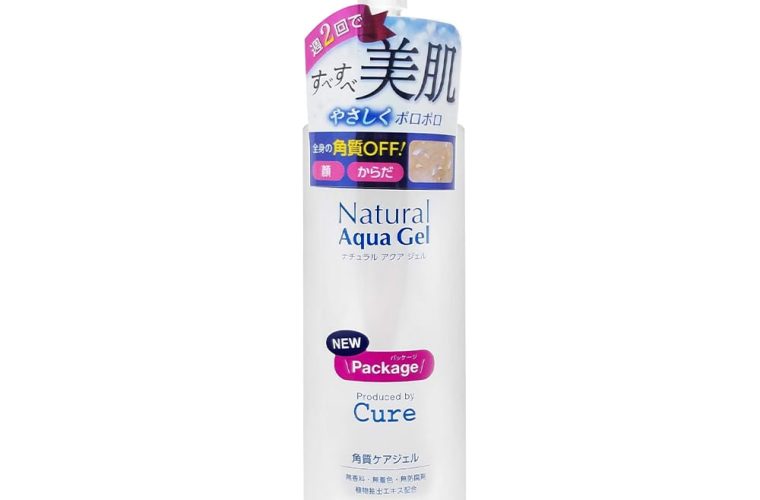 週2回で
すべすべ美肌
やさしくポロポロ
全身の角質OFF!
顔 からだ
Natural
Aqua Gel
ナチュラル アクア ジェル
NEW
パッケージ
\Package/
Produced by
Cure
角質ケアジェル
無香料・無着色・無防腐剤
植物抽出エキス配合